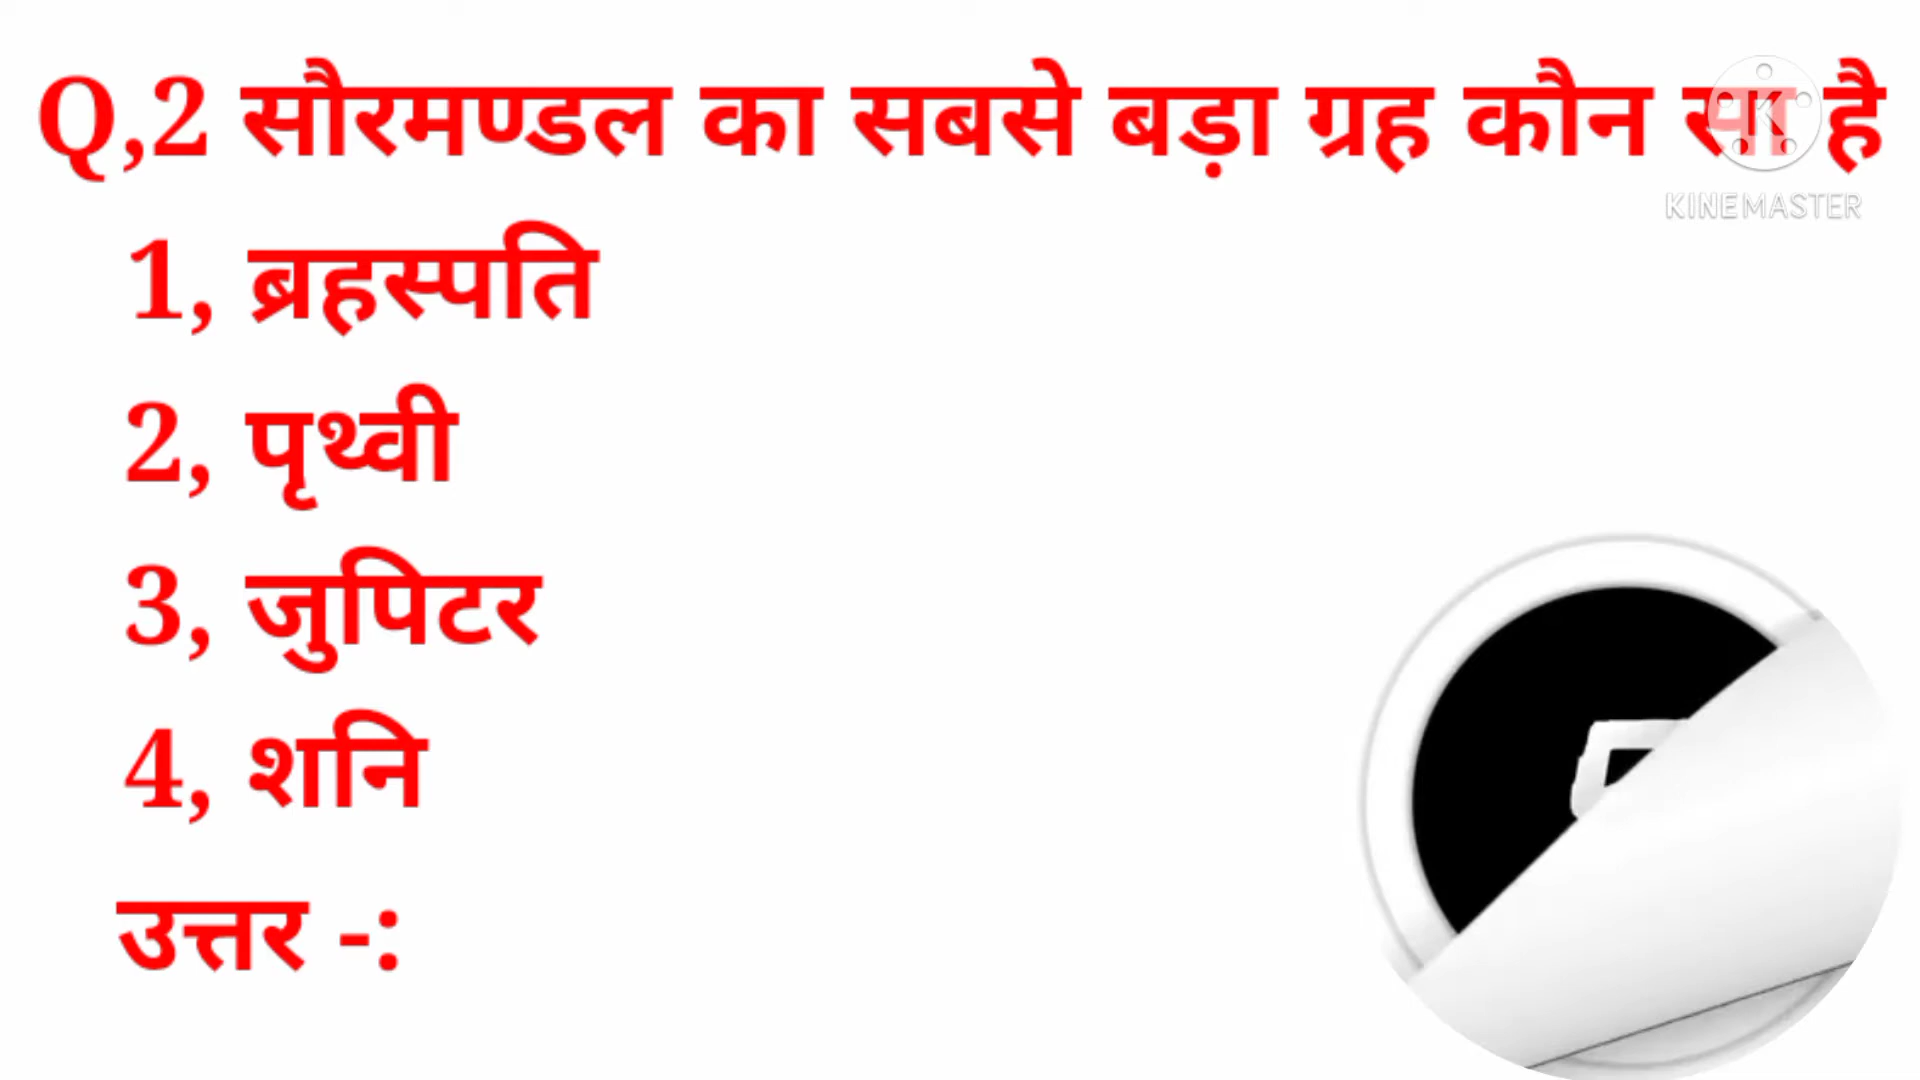 Q,2 सौरमण्डल का सबसे बड़ा ग्रह कौन सा है
KINEMASTER
1, ब्रहस्पति
2, पृथ्वी
3, जुपिटर
4, शनि
उत्तर -: